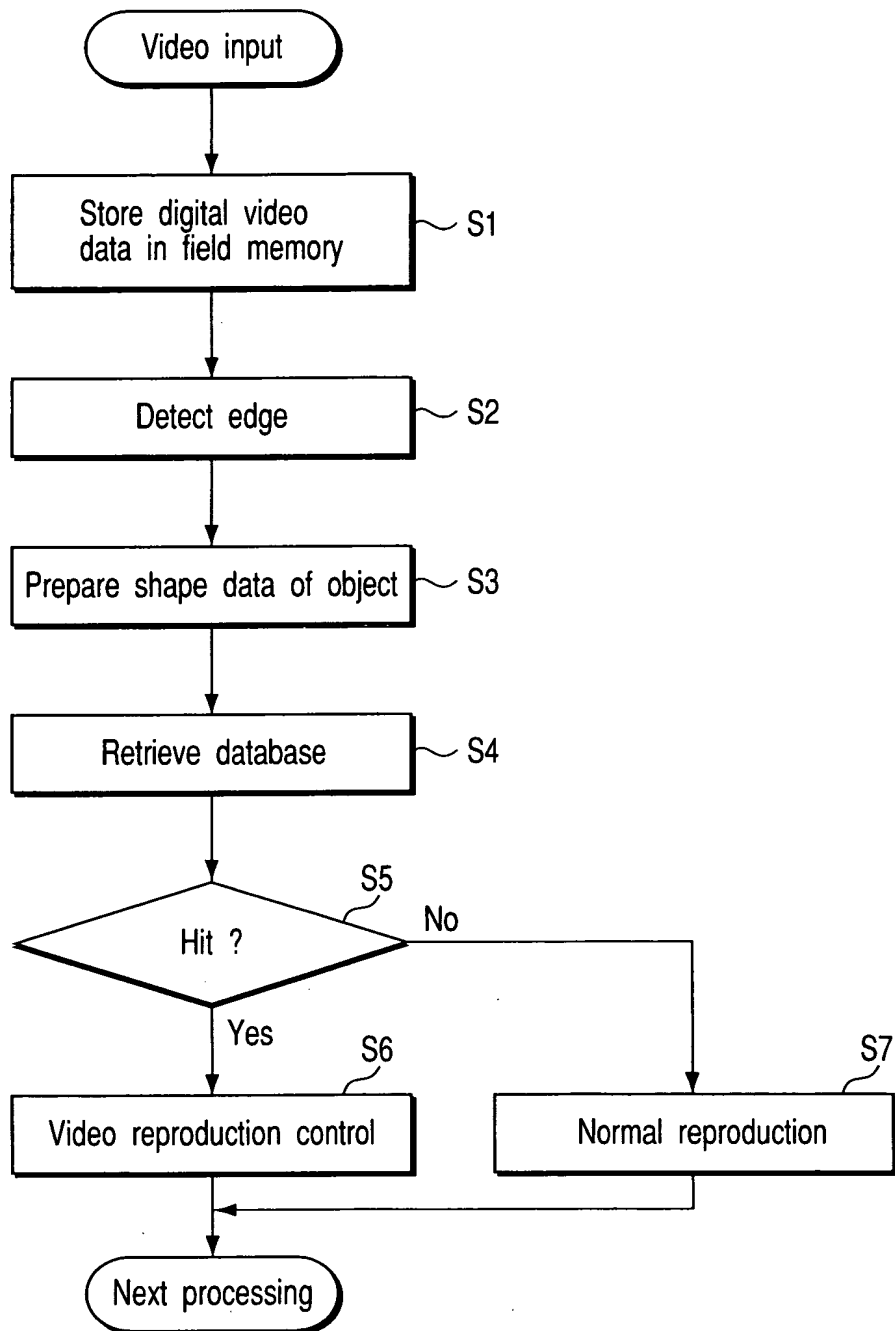 Video input
Store digital video
data in field memory
S1
Detect edge
S2
Prepare shape data of object
S3
Retrieve database
S4
S5
Hit ?
No
Yes
S6
Video reproduction control
S7
Normal reproduction
Next processing